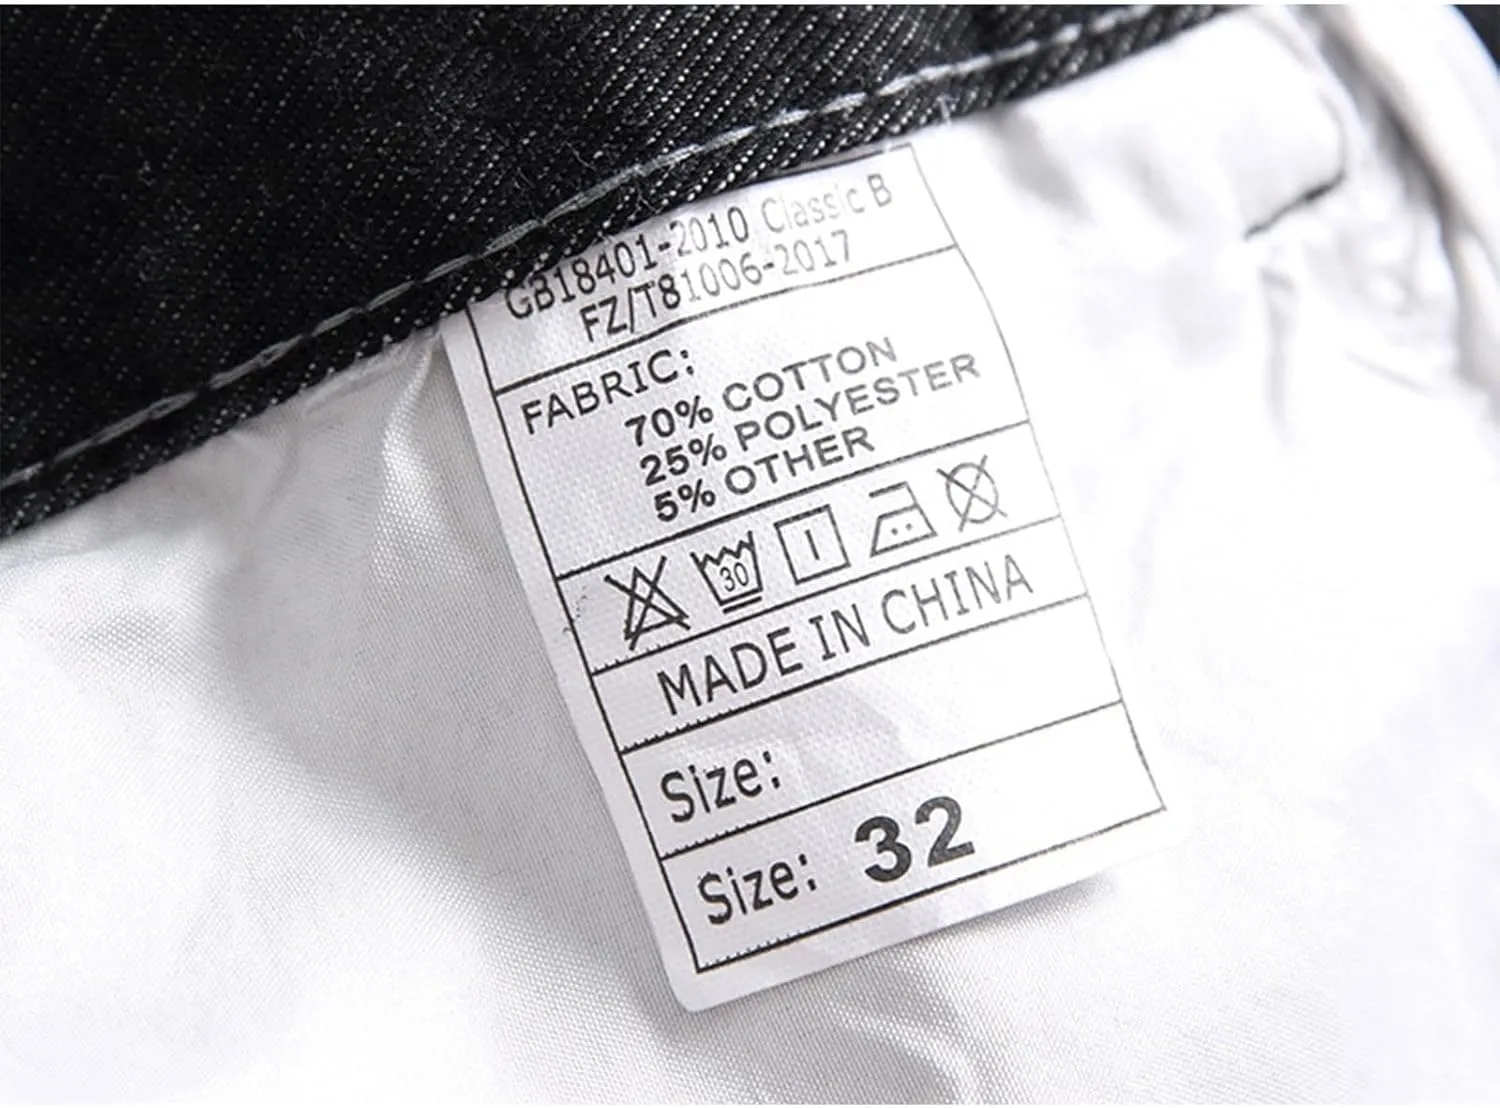 GB18401-2010 Classic B
FZ/T81006-2017
FABRIC:
70% COTTON
25% POLYESTER
5% OTHER
30
MADE IN CHINA
Size:
Size: 32